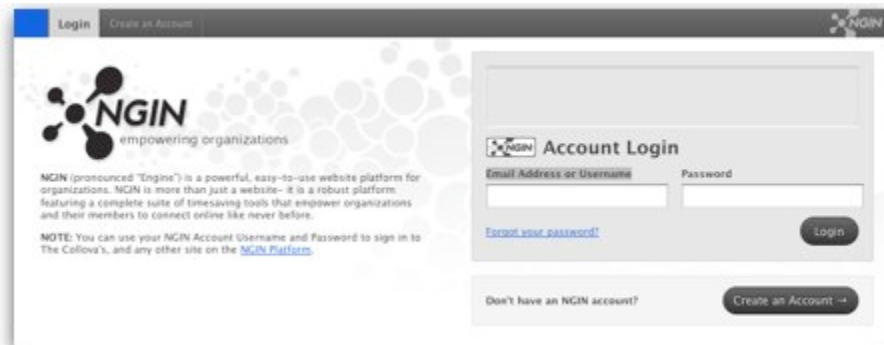 Login Create an Account NGIN
NGIN
empowering organizations
NGIN (pronounced "Engine") is a powerful, easy-to-use website platform for
organizations. NGIN is more than just a website- it is a robust platform
featuring a complete suite of timesaving tools that empower organizations
and their members to connect online like never before.
NOTE: You can use your NGIN Account Username and Password to sign in to
The Collova's, and any other site on the NGIN Platform.
NGIN Account Login
Email Address or Username Password
Forgot your password? Login
Don't have an NGIN account? Create an Account →